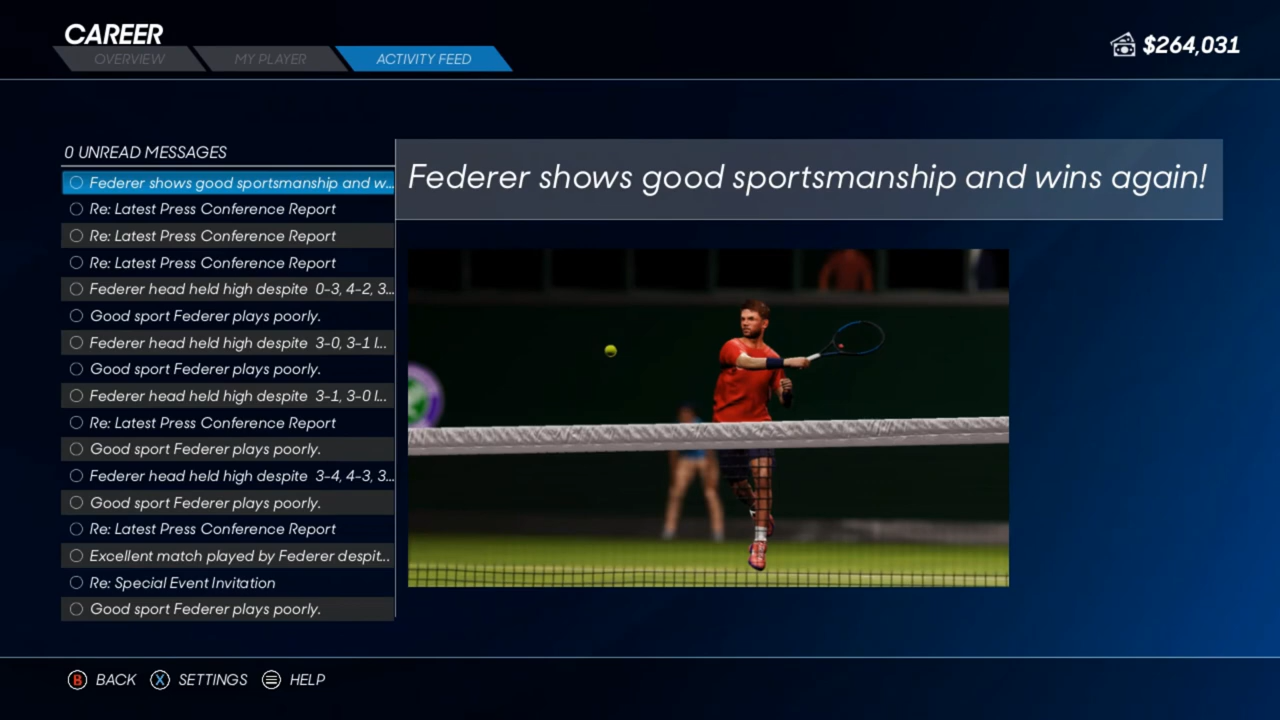 CAREER
OVERVIEW
MY PLAYER
ACTIVITY FEED
$264,031
0 UNREAD MESSAGES
Federer shows good sportsmanship and w...
Re: Latest Press Conference Report
Re: Latest Press Conference Report
Re: Latest Press Conference Report
Federer head held high despite 0-3, 4-2, 3...
Good sport Federer plays poorly.
Federer head held high despite 3-0, 3-1 l...
Good sport Federer plays poorly.
Federer head held high despite 3-1, 3-0 l...
Re: Latest Press Conference Report
Good sport Federer plays poorly.
Federer head held high despite 3-4, 4-3, 3...
Good sport Federer plays poorly.
Re: Latest Press Conference Report
Excellent match played by Federer despit...
Re: Special Event Invitation
Good sport Federer plays poorly.
Federer shows good sportsmanship and wins again!
B BACK X SETTINGS HELP